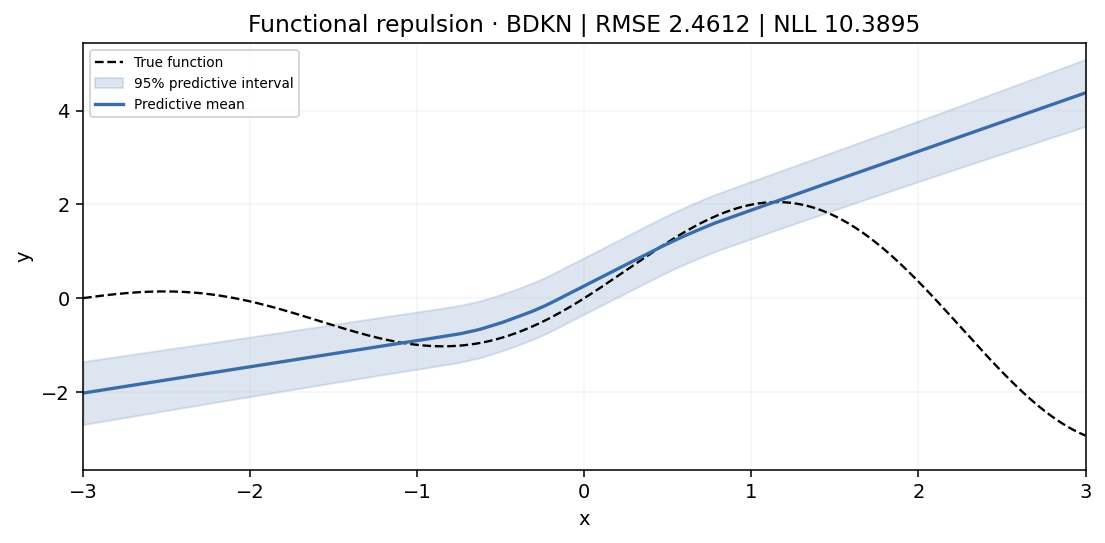 Functional repulsion · BDKN | RMSE 2.4612 | NLL 10.3895
True function
95% predictive interval
Predictive mean
y
4
2
0
−2
−3
−2
−1
0
1
2
3
x